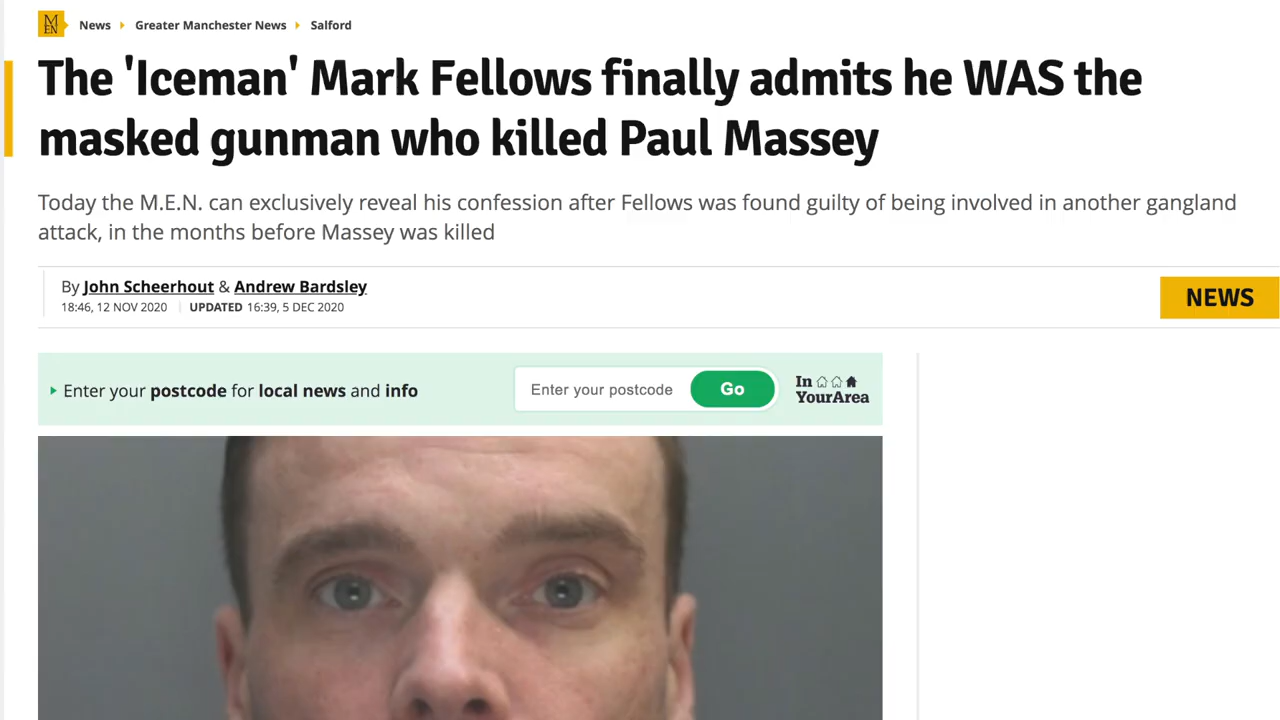 M
EN
News
Greater Manchester News
Salford
The 'Iceman' Mark Fellows finally admits he WAS the
masked gunman who killed Paul Massey
Today the M.E.N. can exclusively reveal his confession after Fellows was found guilty of being involved in another gangland
attack, in the months before Massey was killed
By John Scheerhout & Andrew Bardsley
18:46, 12 NOV 2020 UPDATED 16:39, 5 DEC 2020
NEWS
Enter your postcode for local news and info
Enter your postcode
Go
In
YourArea